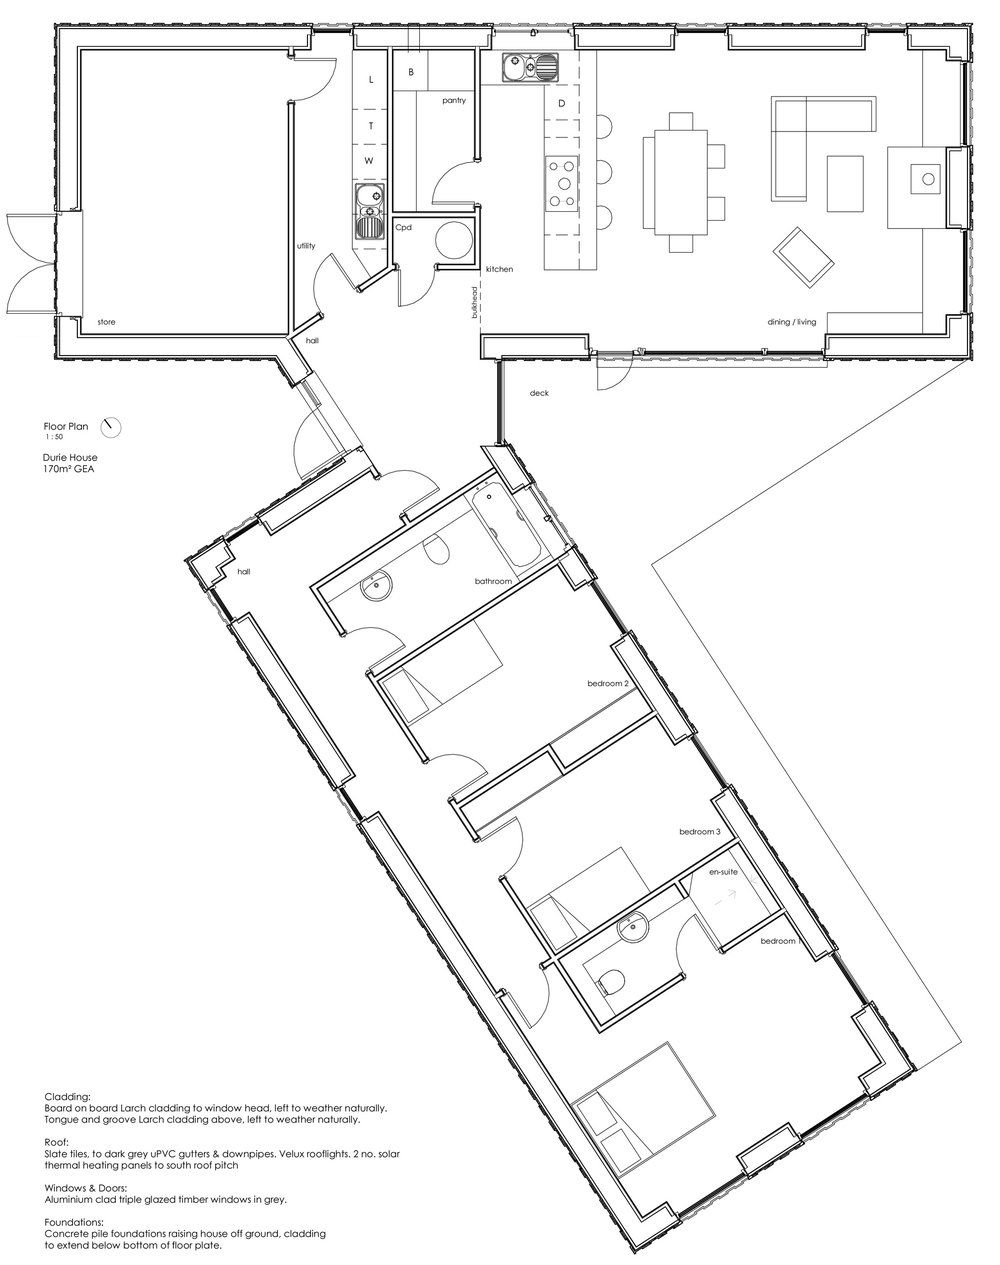 L
B
pantry
D
T
W
Cpd
utility
kitchen
bulkhead
store
dining / living
hall
deck
Floor Plan
1 : 50
Durie House
170m² GEA
hall
bathroom
bedroom 2
bedroom 3
en-suite
bedroom 1
Cladding:
Board on board Larch cladding to window head, left to weather naturally.
Tongue and groove Larch cladding above, left to weather naturally.
Roof:
Slate tiles, to dark grey uPVC gutters & downpipes. Velux rooflights. 2 no. solar
thermal heating panels to south roof pitch
Windows & Doors:
Aluminium clad triple glazed timber windows in grey.
Foundations:
Concrete pile foundations raising house off ground, cladding
to extend below bottom of floor plate.